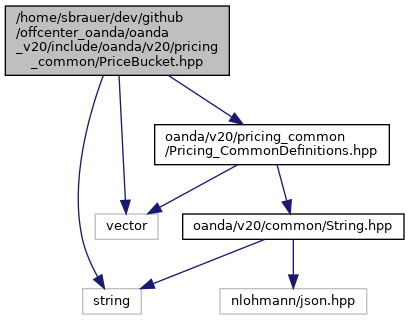 /home/sbrauer/dev/github
/offcenter_oanda/oanda
_v20/include/oanda/v20/pricing
_common/PriceBucket.hpp
oanda/v20/pricing_common
/Pricing_CommonDefinitions.hpp
vector
oanda/v20/common/String.hpp
string
nlohmann/json.hpp